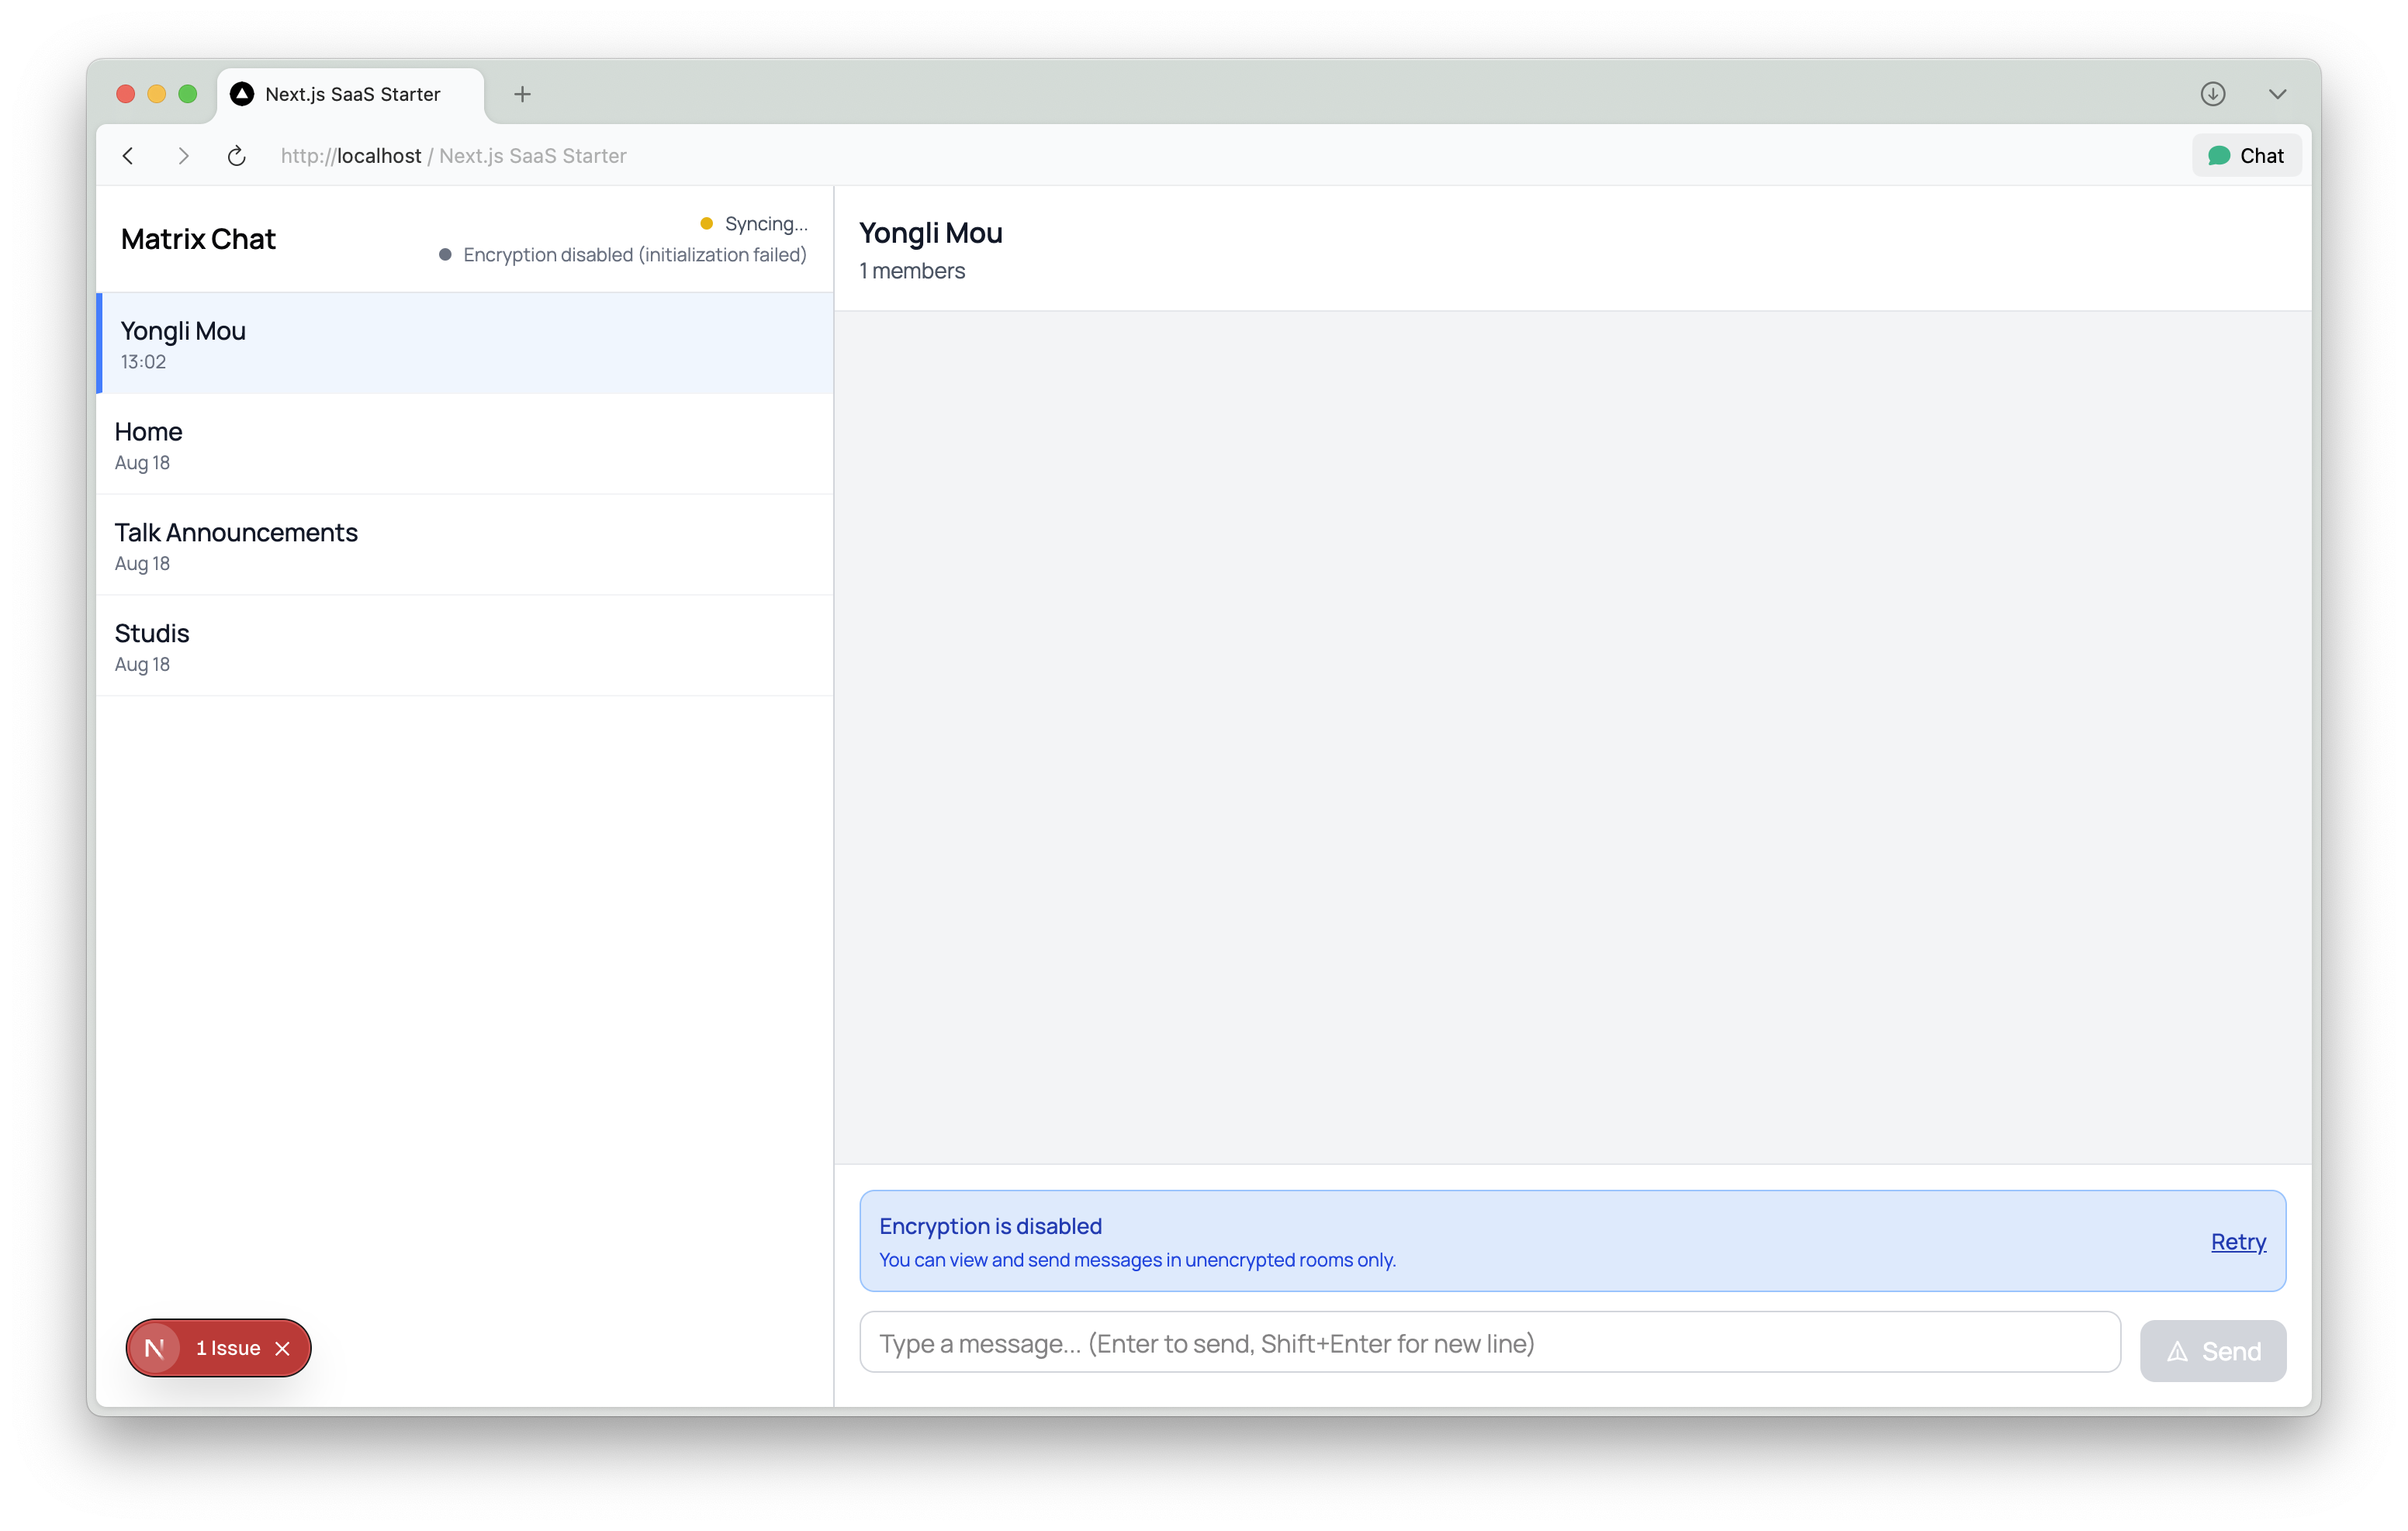 Next.js SaaS Starter
http://localhost / Next.js SaaS Starter
Chat
Matrix Chat
Syncing...
Encryption disabled (initialization failed)
Yongli Mou
13:02
Home
Aug 18
Talk Announcements
Aug 18
Studis
Aug 18
N 1 Issue
Yongli Mou
1 members
Encryption is disabled
You can view and send messages in unencrypted rooms only.
Retry
Type a message... (Enter to send, Shift+Enter for new line)
Send